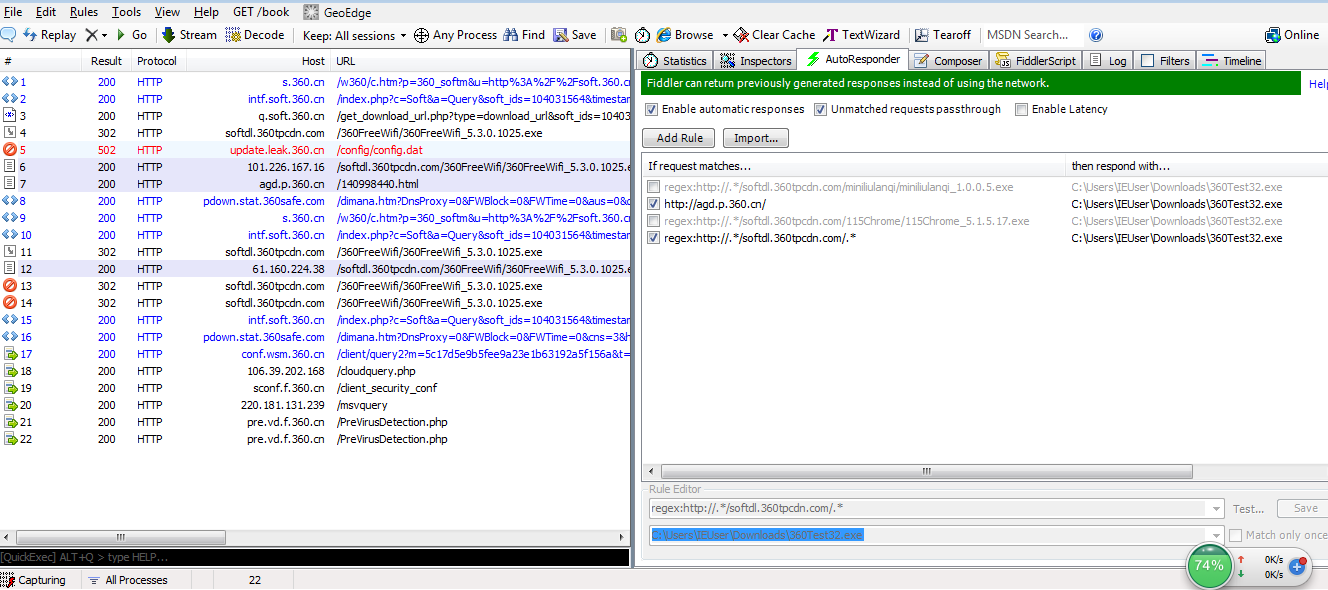 File Edit Rules Tools View Help GET /book GeoEdge
Replay Go Stream Decode Keep: All sessions Any Process Find Save Browse Clear Cache TextWizard Tearoff MSDN Search... Online
# Result Protocol Host URL
1 200 HTTP s.360.cn /w360/c.htm?p=360_softm&u=http%3A%2F%2Fsoft.360.cn
2 200 HTTP intf.soft.360.cn /index.php?c=Soft&a=Query&soft_ids=104031564&timestam
3 200 HTTP q.soft.360.cn /get_download_url.php?type=download_url&soft_ids=10403
4 302 HTTP softdl.360tpcdn.com /360FreeWifi/360FreeWifi_5.3.0.1025.exe
5 502 HTTP update.leak.360.cn /config/config.dat
6 200 HTTP 101.226.167.16 /softdl.360tpcdn.com/360FreeWifi/360FreeWifi_5.3.0.1025.e
7 200 HTTP agd.p.360.cn /140998440.html
8 200 HTTP pdown.stat.360safe.com /dimana.htm?DnsProxy=0&FWBlock=0&FWTime=0&aus=0&d
9 200 HTTP s.360.cn /w360/c.htm?p=360_softm&u=http%3A%2F%2Fsoft.360.cn
10 200 HTTP intf.soft.360.cn /index.php?c=Soft&a=Query&soft_ids=104031564&timestam
11 302 HTTP softdl.360tpcdn.com /360FreeWifi/360FreeWifi_5.3.0.1025.exe
12 200 HTTP 61.160.224.38 /softdl.360tpcdn.com/360FreeWifi/360FreeWifi_5.3.0.1025.e
13 302 HTTP softdl.360tpcdn.com /360FreeWifi/360FreeWifi_5.3.0.1025.exe
14 302 HTTP softdl.360tpcdn.com /360FreeWifi/360FreeWifi_5.3.0.1025.exe
15 200 HTTP intf.soft.360.cn /index.php?c=Soft&a=Query&soft_ids=104031564&timestam
16 200 HTTP pdown.stat.360safe.com /dimana.htm?DnsProxy=0&FWBlock=0&FWTime=0&cns=3&h
17 200 HTTP conf.wsm.360.cn /client/query2?m=5c17d5e9b5fee9a23e1b63192a5f156a&t=
18 200 HTTP 106.39.202.168 /cloudquery.php
19 200 HTTP sconf.f.360.cn /client_security_conf
20 200 HTTP 220.181.131.239 /msvquery
21 200 HTTP pre.vd.f.360.cn /PreVirusDetection.php
22 200 HTTP pre.vd.f.360.cn /PreVirusDetection.php
[QuickExec] ALT+Q > type HELP...
Capturing All Processes 22
Statistics Inspectors AutoResponder Composer FiddlerScript Log Filters Timeline
Fiddler can return previously generated responses instead of using the network. Help
Enable automatic responses Unmatched requests passthrough Enable Latency
Add Rule Import...
If request matches... then respond with...
regex:http://.*/softdl.360tpcdn.com/miniliulanqi/miniliulanqi_1.0.0.5.exe C:\Users\IEUser\Downloads\360Test32.exe
http://agd.p.360.cn/ C:\Users\IEUser\Downloads\360Test32.exe
regex:http://.*/softdl.360tpcdn.com/115Chrome/115Chrome_5.1.5.17.exe C:\Users\IEUser\Downloads\360Test32.exe
regex:http://.*/softdl.360tpcdn.com/.* C:\Users\IEUser\Downloads\360Test32.exe
Rule Editor
regex:http://.*/softdl.360tpcdn.com/.* Test... Save
C:\Users\IEUser\Downloads\360Test32.exe Match only once
74% 0K/s
0K/s